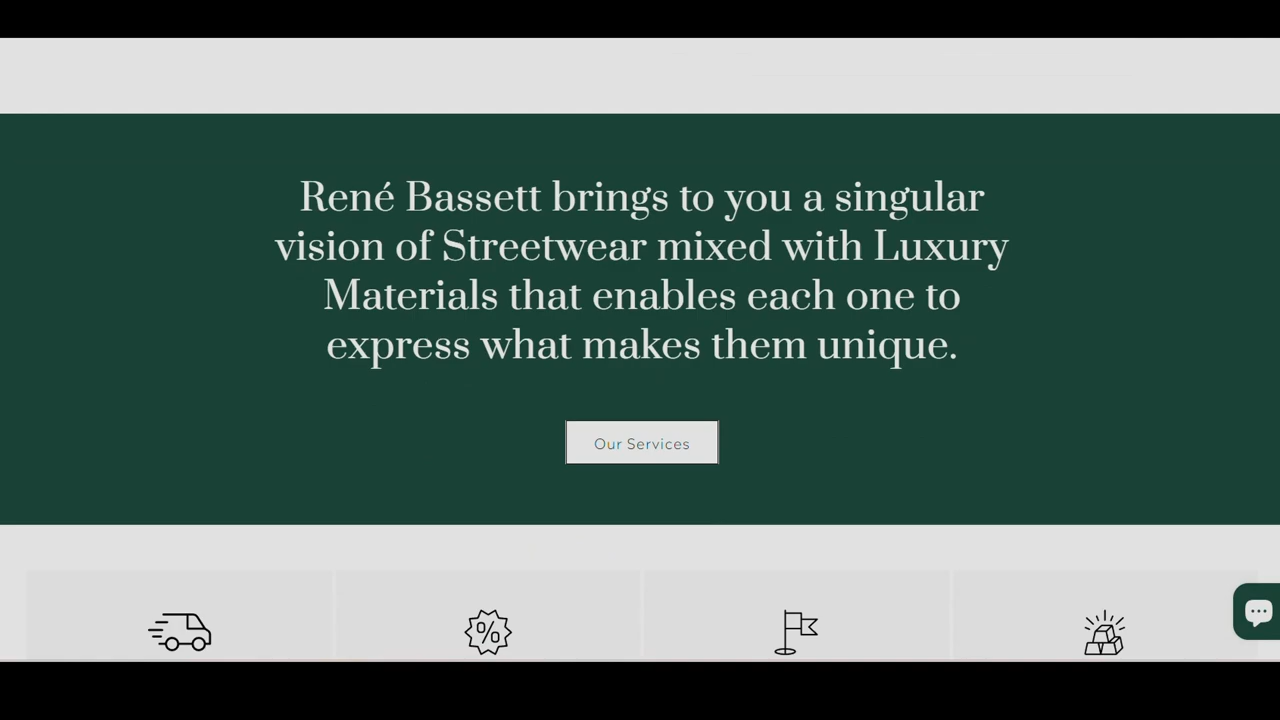 René Bassett brings to you a singular
vision of Streetwear mixed with Luxury
Materials that enables each one to
express what makes them unique.
Our Services
%